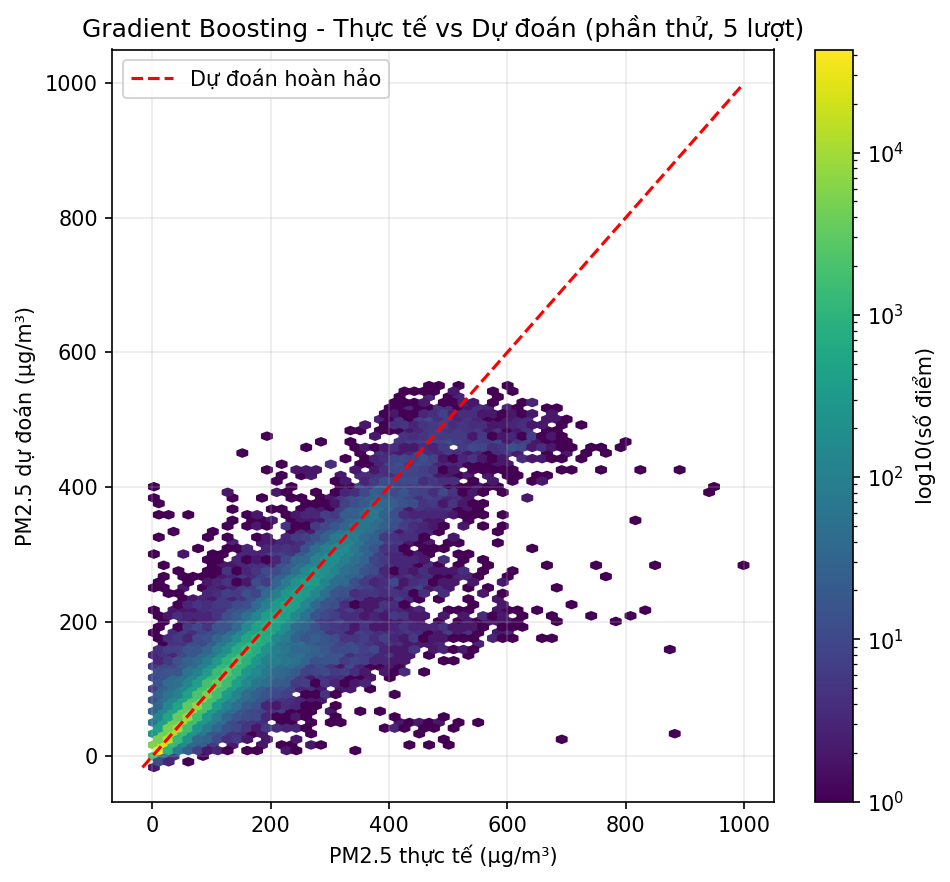 Gradient Boosting - Thực tế vs Dự đoán (phần thử, 5 lượt)
Dự đoán hoàn hảo
1000
800
600
400
200
0
PM2.5 dự đoán (µg/m³)
0 200 400 600 800 1000
PM2.5 thực tế (µg/m³)
10⁴
10³
10²
10¹
10⁰
log10(số điểm)